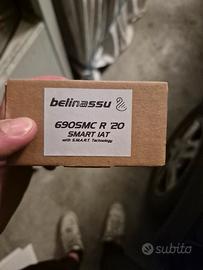 belinassu
690SMC R '20
SMART IAT
with S.M.A.R.T. Technology
subito